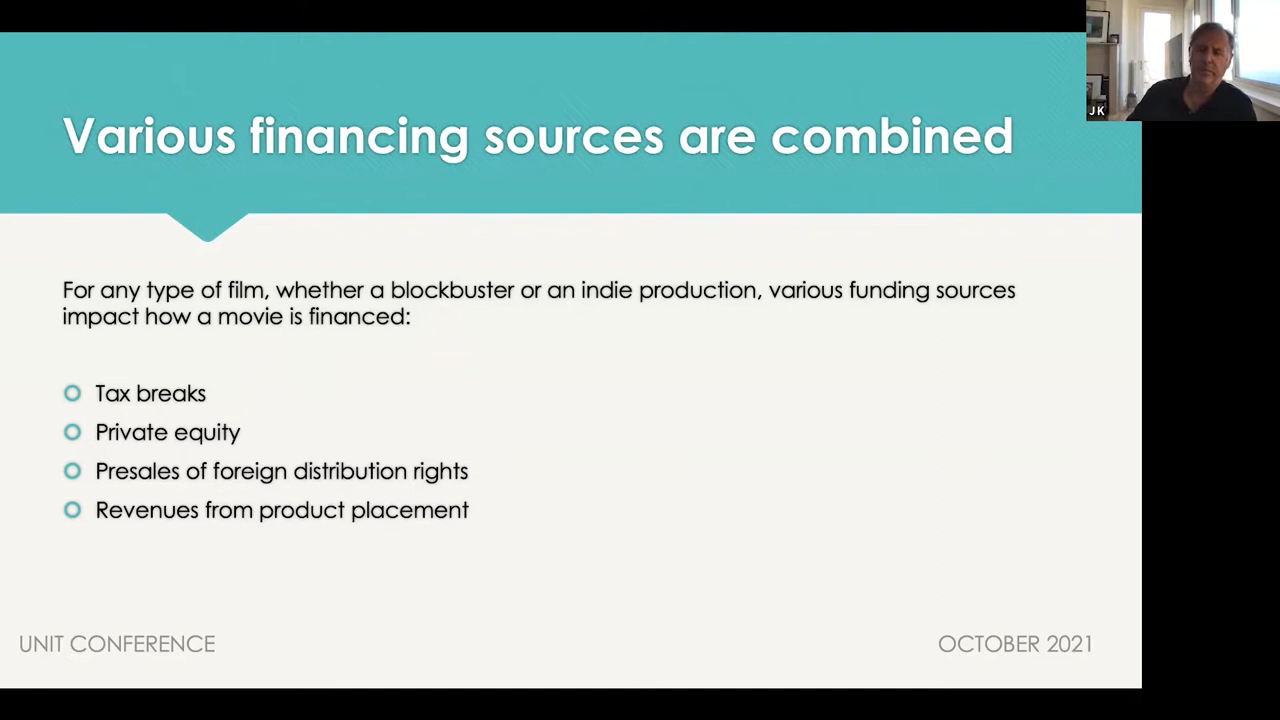 Various financing sources are combined
JK
For any type of film, whether a blockbuster or an indie production, various funding sources
impact how a movie is financed:
Tax breaks
Private equity
Presales of foreign distribution rights
Revenues from product placement
UNIT CONFERENCE
OCTOBER 2021